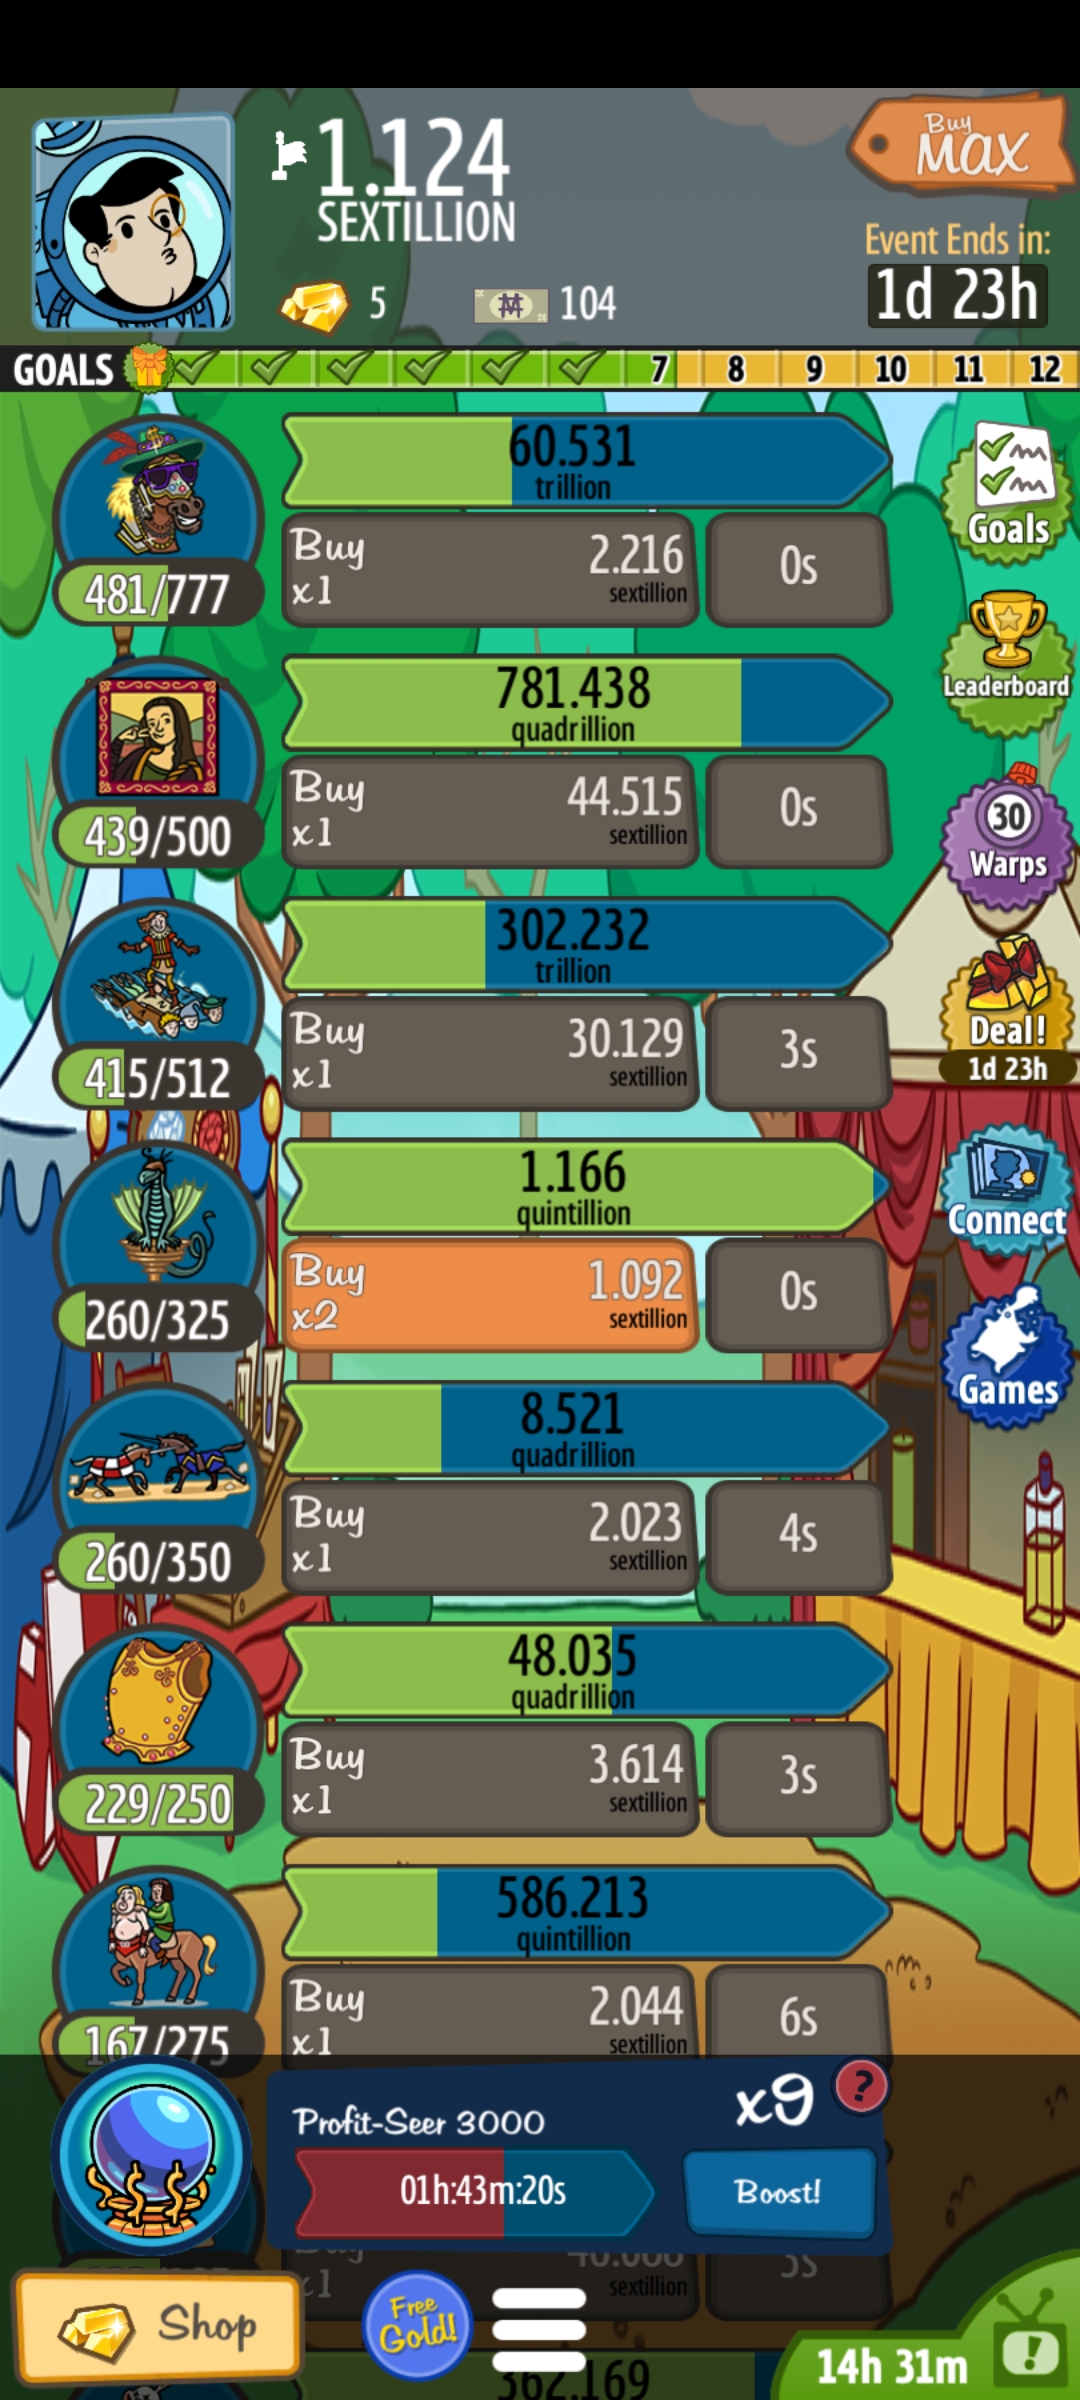 1.124
SEXTILLION
5
104
Buy
MAX
Event Ends in:
1d 23h
GOALS
7
8
9
10
11
12
60.531
trillion
481/777
Buy
x1
2.216
sextillion
0s
Goals
781.438
quadrillion
439/500
Buy
x1
44.515
sextillion
0s
Leaderboard
30
Warps
302.232
trillion
415/512
Buy
x1
30.129
sextillion
3s
Deal!
1d 23h
1.166
quintillion
260/325
Buy
x2
1.092
sextillion
0s
Connect
Games
8.521
quadrillion
260/350
Buy
x1
2.023
sextillion
4s
48.035
quadrillion
229/250
Buy
x1
3.614
sextillion
3s
586.213
quintillion
167/275
Buy
x1
2.044
sextillion
6s
Profit-Seer 3000
x9
?
01h:43m:20s
Boost!
Buy
x1
sextillion
Shop
Free
Gold!
362.169
14h 31m
!